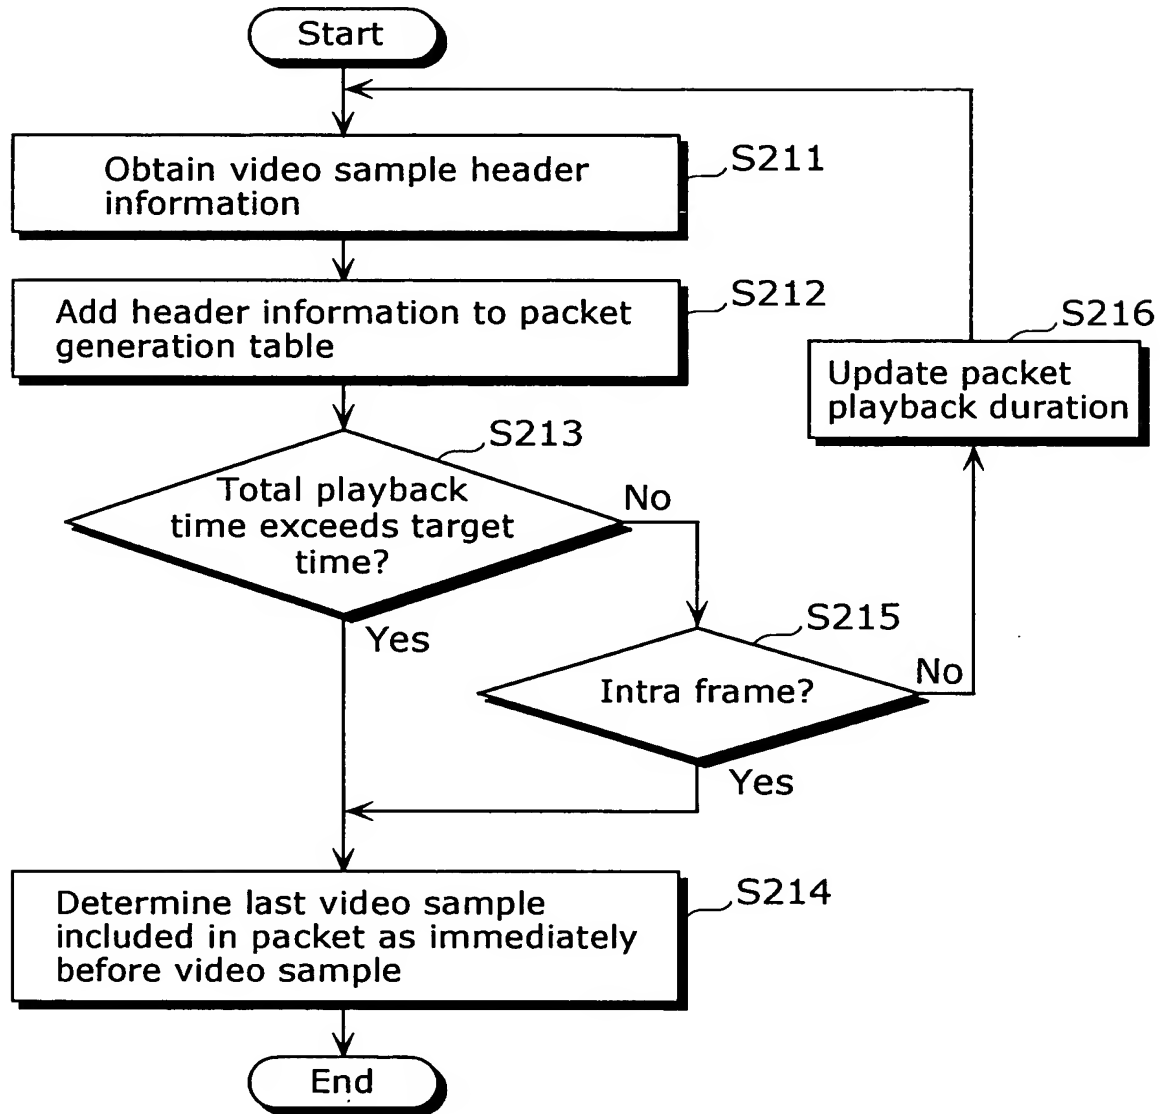 Start
Obtain video sample header
information
S211
Add header information to packet
generation table
S212
S216
Update packet
playback duration
S213
Total playback
time exceeds target
time?
No
Yes
S215
Intra frame?
No
Yes
S214
Determine last video sample
included in packet as immediately
before video sample
End